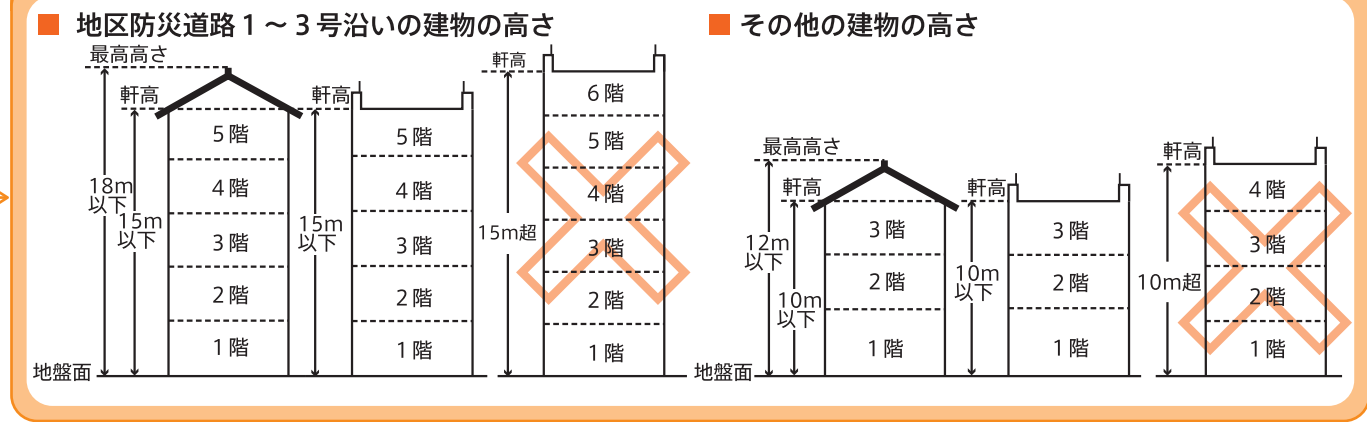 ■ 地区防災道路1～3号沿いの建物の高さ
最高高さ
軒高
18m
以下
15m
以下
5階
4階
3階
2階
1階
軒高
15m
以下
5階
4階
3階
2階
1階
軒高
15m超
6階
5階
4階
3階
2階
1階
地盤面
■ その他の建物の高さ
最高高さ
軒高
12m
以下
10m
以下
3階
2階
1階
軒高
10m
以下
3階
2階
1階
軒高
10m超
4階
3階
2階
1階
地盤面